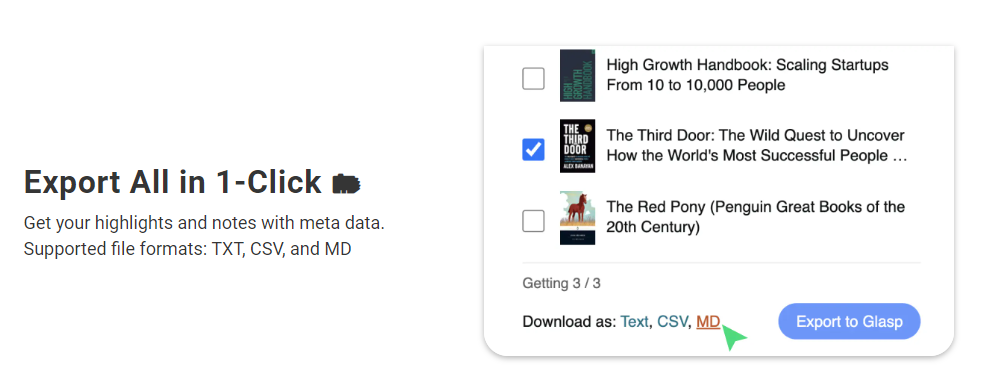 Export All in 1-Click
Get your highlights and notes with meta data.
Supported file formats: TXT, CSV, and MD
HIGH
GROWTH
HANDBOOK
High Growth Handbook: Scaling Startups
From 10 to 10,000 People
THE
THIRD
DOOR
ALEX BANAYAN
The Third Door: The Wild Quest to Uncover
How the World's Most Successful People …
The Red Pony (Penguin Great Books of the
20th Century)
Getting 3 / 3
Download as: Text, CSV, MD
Export to Glasp